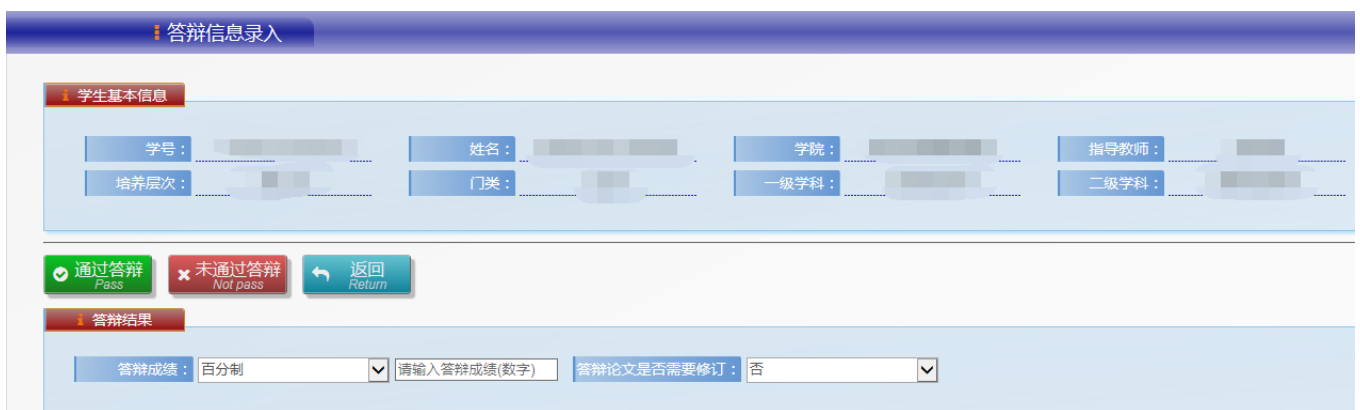 答辩信息录入
学生基本信息
学号： 姓名： 学院： 指导教师：
培养层次： 门类： 一级学科： 二级学科：
通过答辩 未通过答辩 返回
Pass Not pass Return
答辩结果
答辩成绩： 百分制 请输入答辩成绩(数字) 答辩论文是否需要修订： 否